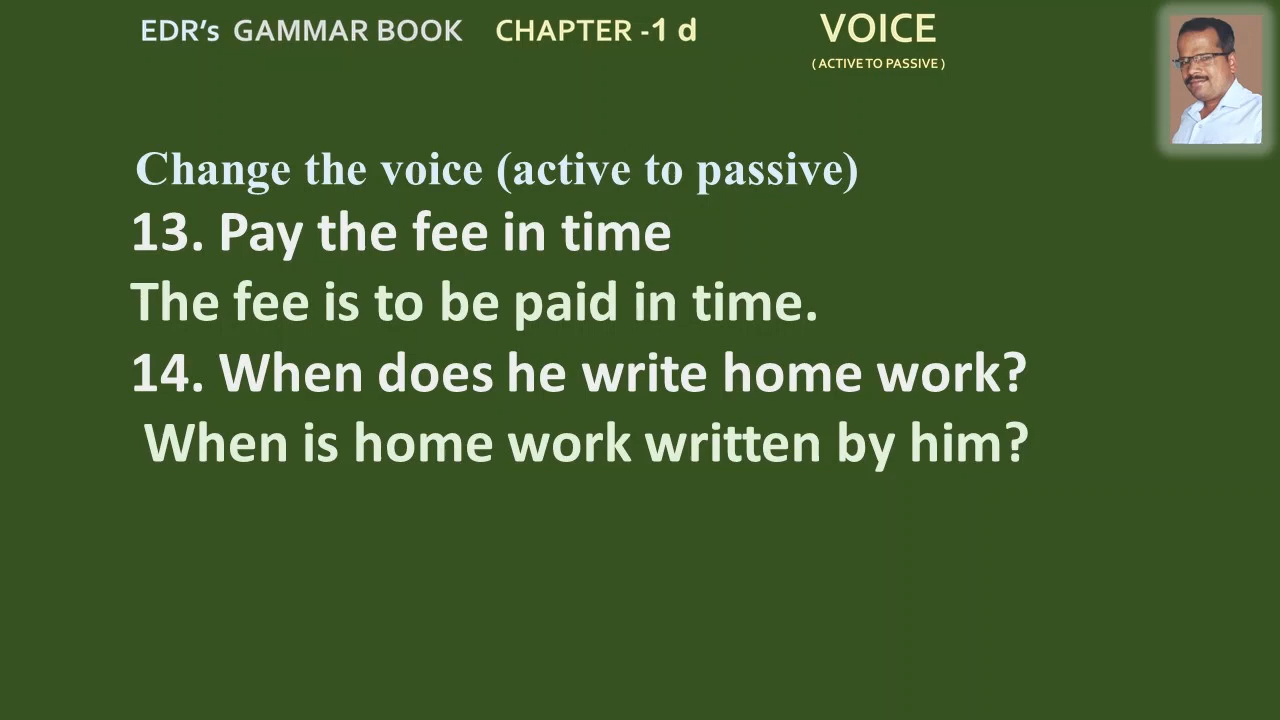 EDR's GAMMAR BOOK CHAPTER -1 d VOICE
( ACTIVE TO PASSIVE )
Change the voice (active to passive)
13. Pay the fee in time
The fee is to be paid in time.
14. When does he write home work?
When is home work written by him?